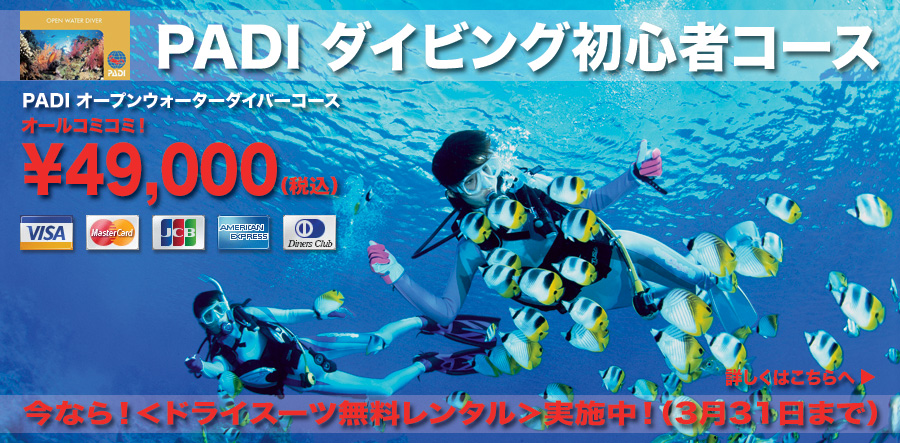 OPEN WATER DIVER
PADI
PADI ダイビング初心者コース
PADI オープンウォーターダイバーコース
オールコミコミ！
¥49,000(税込)
VISA
MasterCard
JCB
AMERICAN
EXPRESS
Diners Club
詳しくはこちらへ ▶
今なら！<ドライスーツ無料レンタル>実施中！(3月31日まで)